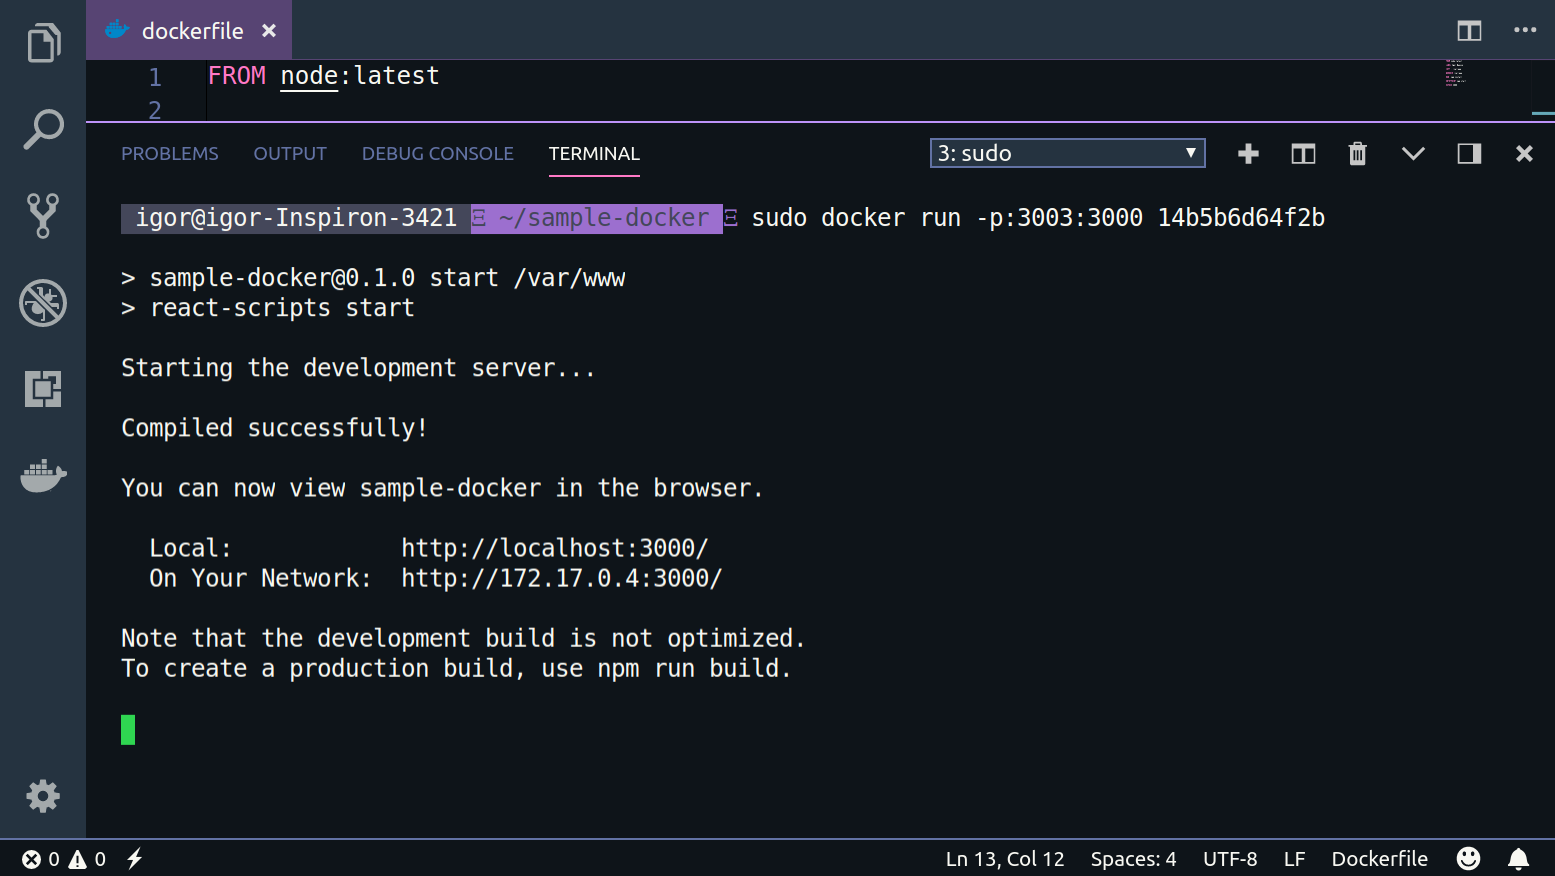 dockerfile
1 FROM node:latest
2
PROBLEMS OUTPUT DEBUG CONSOLE TERMINAL 3: sudo
igor@igor-Inspiron-3421 Ξ ~/sample-docker Ξ sudo docker run -p:3003:3000 14b5b6d64f2b
> sample-docker@0.1.0 start /var/www
> react-scripts start
Starting the development server...
Compiled successfully!
You can now view sample-docker in the browser.
Local: http://localhost:3000/
On Your Network: http://172.17.0.4:3000/
Note that the development build is not optimized.
To create a production build, use npm run build.
0 0 Ln 13, Col 12 Spaces: 4 UTF-8 LF Dockerfile